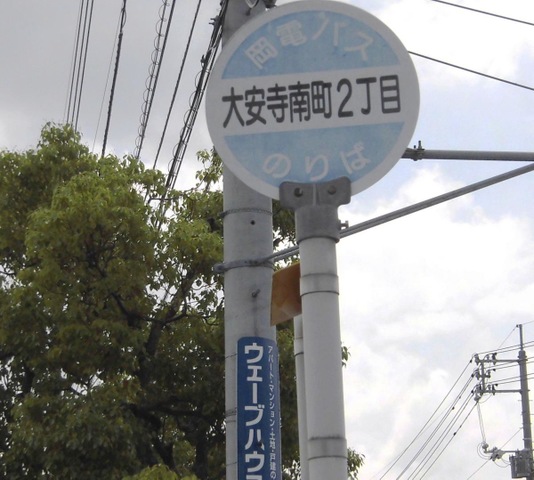 岡電バス
大安寺南町2丁目
のりば
アパート・マンション・土地・戸建の
ウェーブハウ